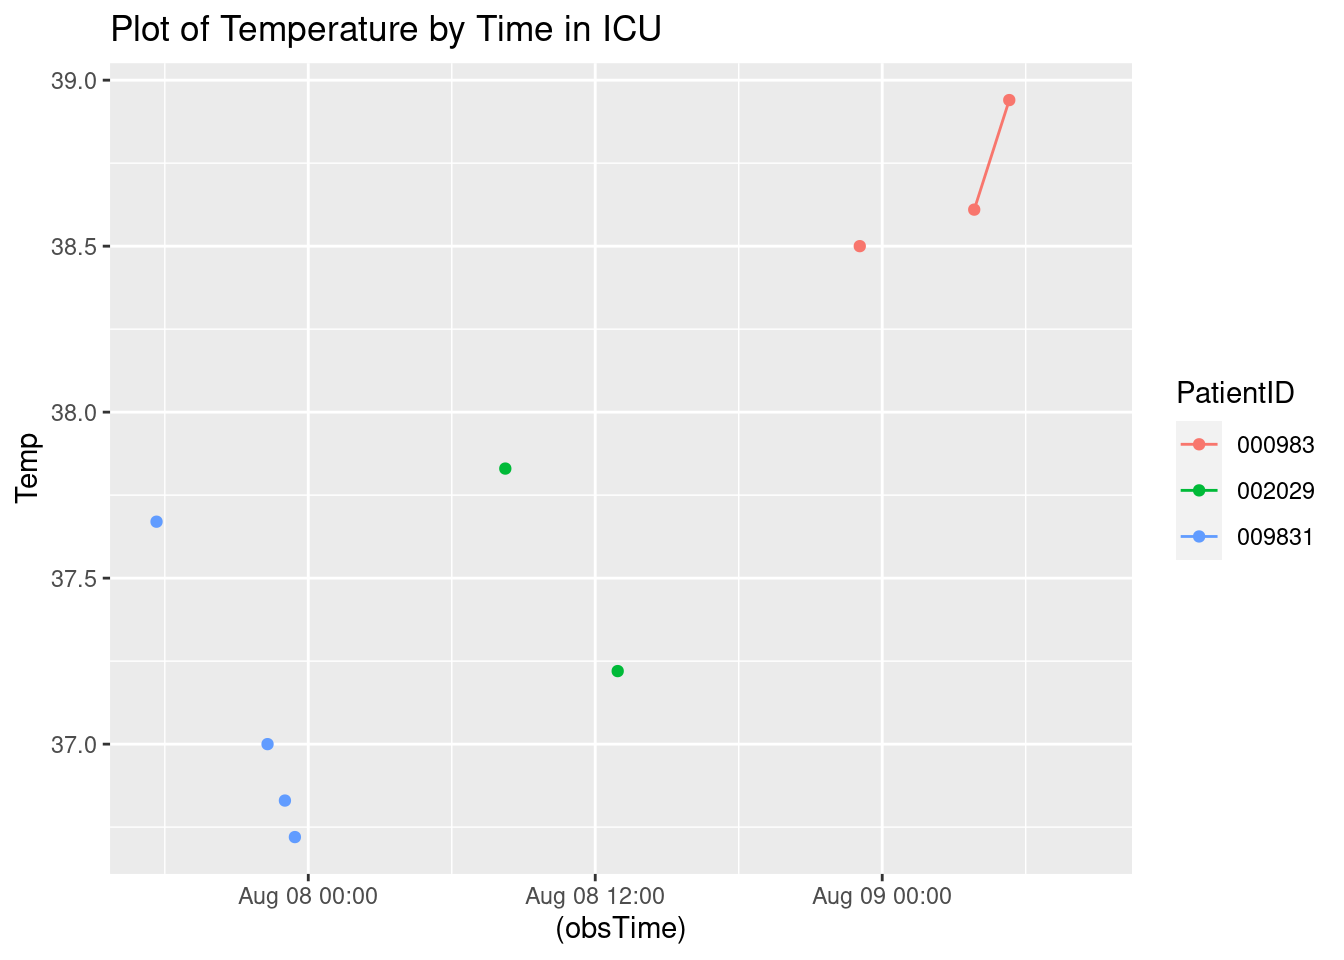 Plot of Temperature by Time in ICU
39.0
38.5
38.0
37.5
37.0
Temp
Aug 08 00:00
Aug 08 12:00
Aug 09 00:00
(obsTime)
PatientID
000983
002029
009831